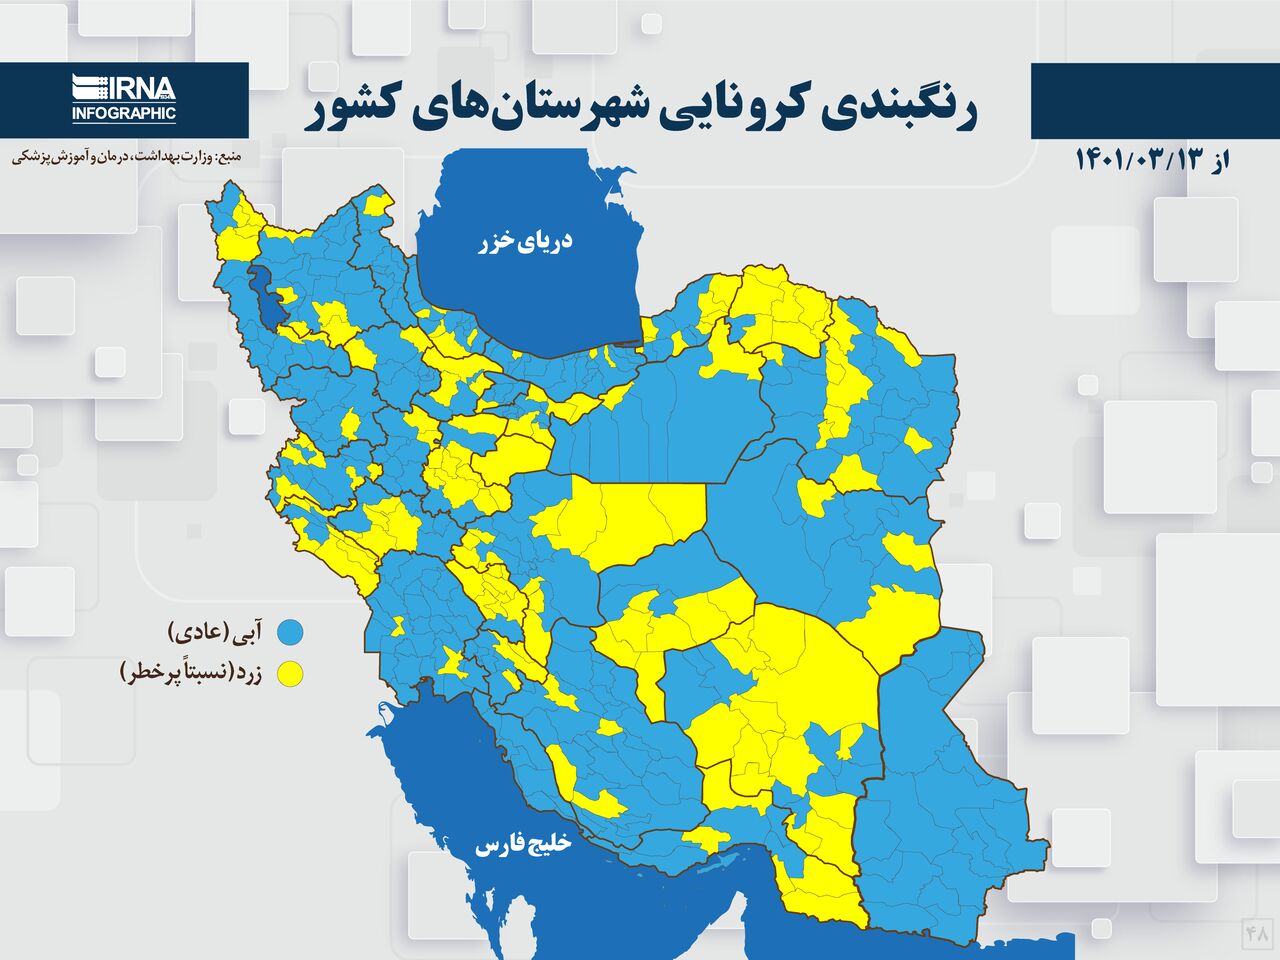 IRNA
INFOGRAPHIC
رنگبندی کرونایی شهرستان‌های کشور
منبع: وزارت بهداشت، درمان و آموزش پزشکی
از ۱۴۰۱/۰۳/۱۳
دریای خزر
آبی (عادی)
زرد (نسبتاً پرخطر)
خلیج فارس
۴۸